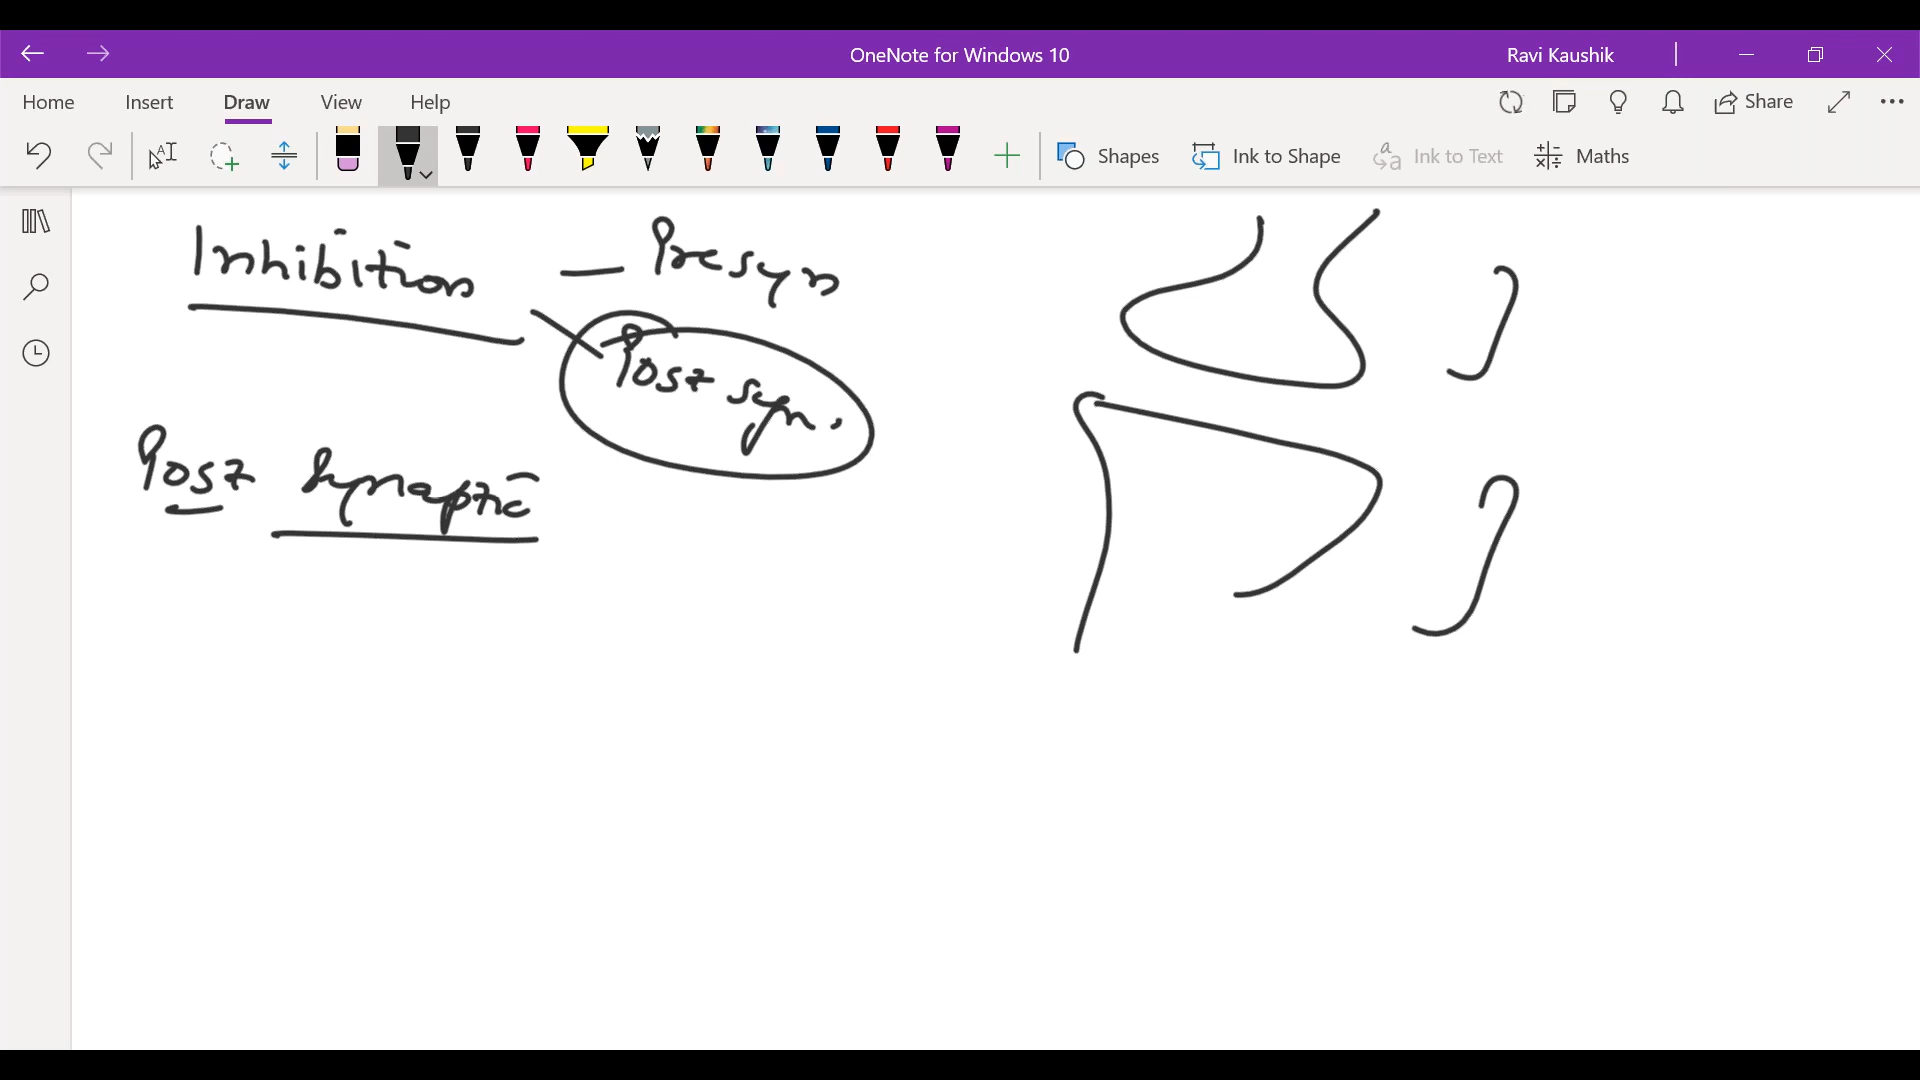 OneNote for Windows 10
Ravi Kaushik
Home Insert Draw View Help
Share
Shapes Ink to Shape Ink to Text Maths
Inhibition — Presyn
Post syn.
Post Synaptic